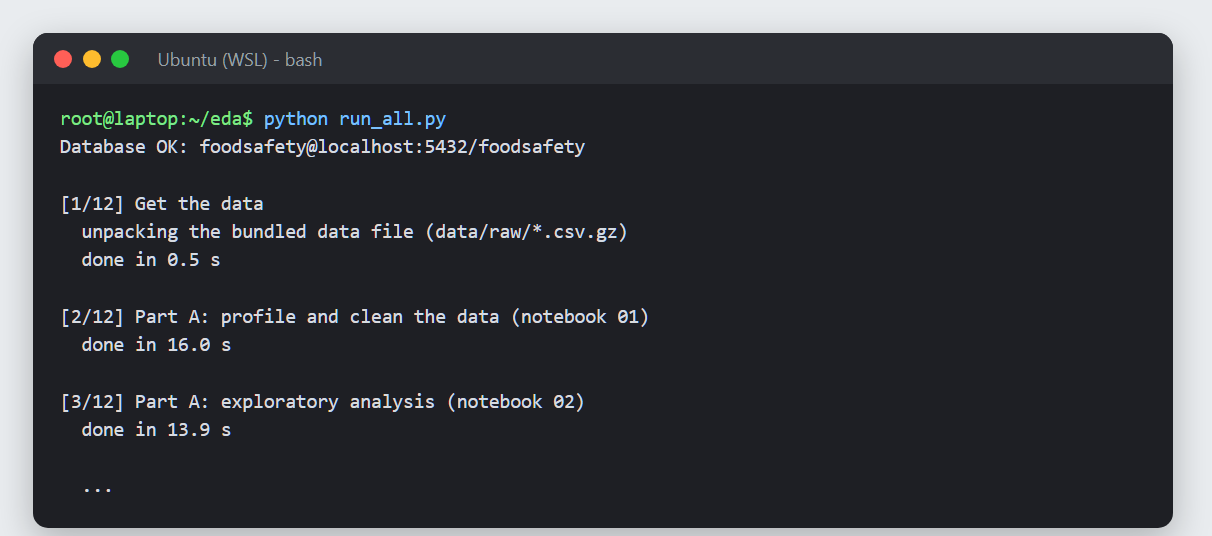 Ubuntu (WSL) - bash
root@laptop:~/eda$ python run_all.py
Database OK: foodsafety@localhost:5432/foodsafety
[1/12] Get the data
unpacking the bundled data file (data/raw/*.csv.gz)
done in 0.5 s
[2/12] Part A: profile and clean the data (notebook 01)
done in 16.0 s
[3/12] Part A: exploratory analysis (notebook 02)
done in 13.9 s
...